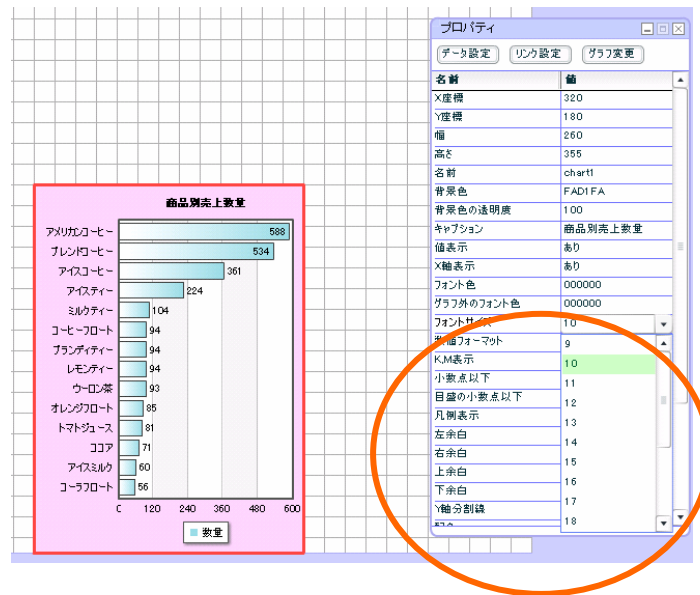 プロパティ
データ設定 リンク設定 グラフ変更
名前 値
X座標 320
Y座標 180
幅 260
高さ 355
名前 chart1
背景色 FAD1FA
背景色の透明度 100
キャプション 商品別売上数量
値表示 あり
X軸表示 あり
フォント色 000000
グラフ外のフォント色 000000
フォントサイズ 10
数値フォーマット
K,M表示
小数点以下
目盛の小数点以下
凡例表示
左余白
右余白
上余白
下余白
Y軸分割線
9
10
11
12
13
14
15
16
17
18
商品別売上数量
アメリカンコーヒー 588
ブレンドコーヒー 534
アイスコーヒー 361
アイスティー 224
ミルクティー 104
コーヒーフロート 94
ブランディティー 94
レモンティー 94
ウーロン茶 93
オレンジフロート 85
トマトジュース 81
ココア 71
アイスミルク 60
コーラフロート 56
120 240 360 480 600
数量